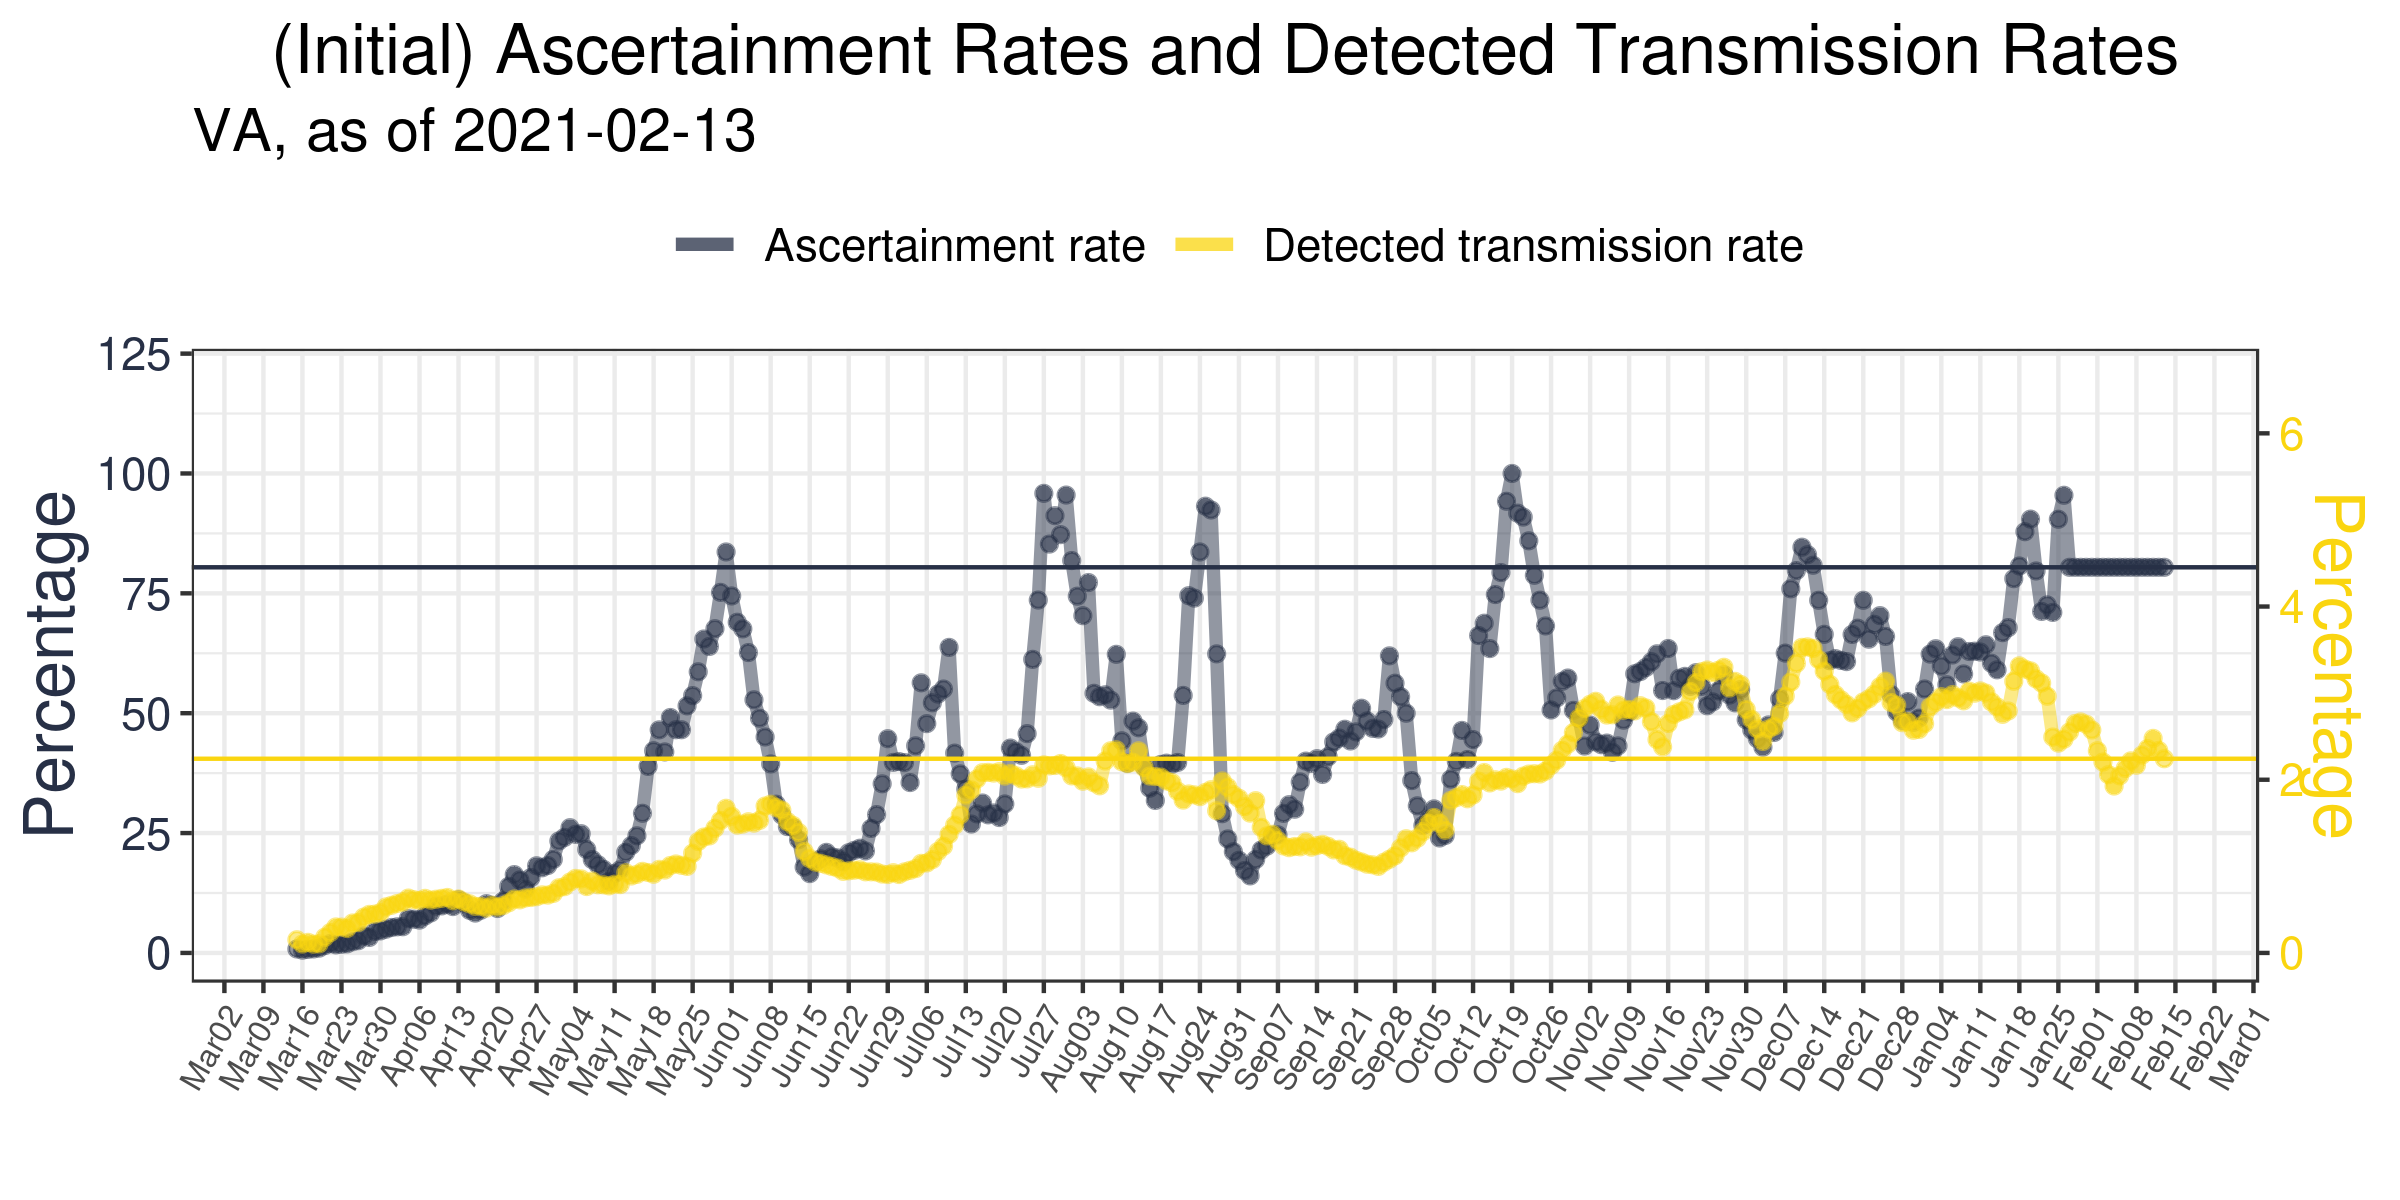 (Initial) Ascertainment Rates and Detected Transmission Rates
VA, as of 2021-02-13
Ascertainment rate
Detected transmission rate
Percentage
125
100
75
50
25
0
6
4
2
0
Percentage
Mar02
Mar09
Mar16
Mar23
Mar30
Apr06
Apr13
Apr20
Apr27
May04
May11
May18
May25
Jun01
Jun08
Jun15
Jun22
Jun29
Jul06
Jul13
Jul20
Jul27
Aug03
Aug10
Aug17
Aug24
Aug31
Sep07
Sep14
Sep21
Sep28
Oct05
Oct12
Oct19
Oct26
Nov02
Nov09
Nov16
Nov23
Nov30
Dec07
Dec14
Dec21
Dec28
Jan04
Jan11
Jan18
Jan25
Feb01
Feb08
Feb15
Feb22
Mar01